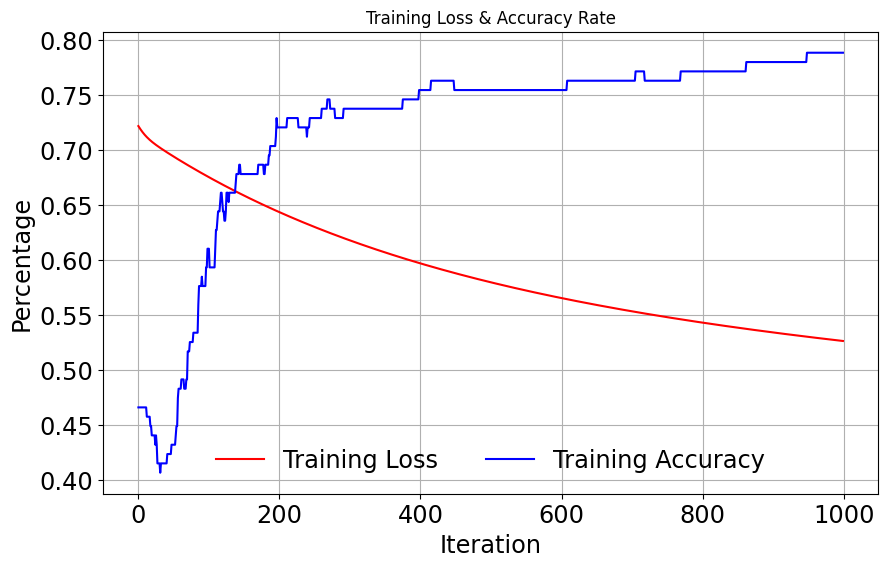 Training Loss & Accuracy Rate
0.80
0.75
0.70
0.65
0.60
0.55
0.50
0.45
0.40
Percentage
Training Loss
Training Accuracy
0 200 400 600 800 1000
Iteration